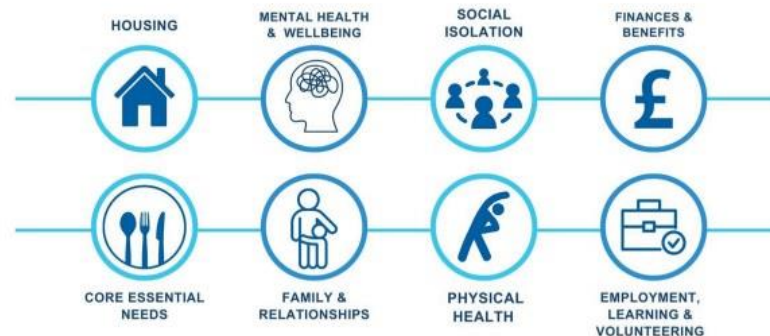 HOUSING
MENTAL HEALTH
& WELLBEING
SOCIAL
ISOLATION
FINANCES &
BENEFITS
£
CORE ESSENTIAL
NEEDS
FAMILY &
RELATIONSHIPS
PHYSICAL
HEALTH
EMPLOYMENT,
LEARNING &
VOLUNTEERING